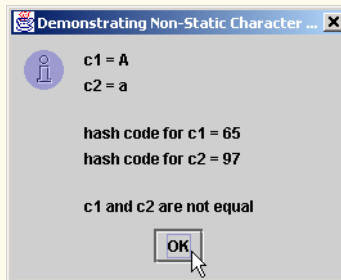 Demonstrating Non-Static Character ...
c1 = A
c2 = a
hash code for c1 = 65
hash code for c2 = 97
c1 and c2 are not equal
OK